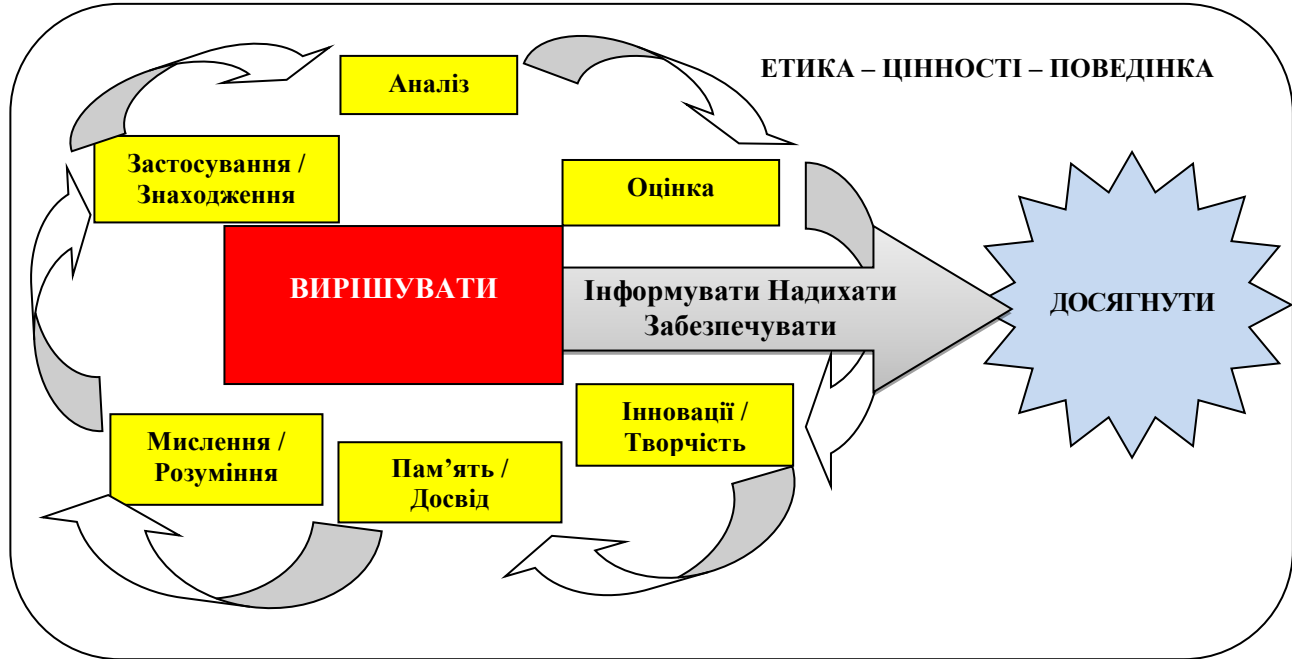 Аналіз
ЕТИКА – ЦІННОСТІ – ПОВЕДІНКА
Застосування /
Знаходження
Оцінка
ВИРІШУВАТИ
Інформувати Надихати
Забезпечувати
ДОСЯГНУТИ
Мислення /
Розуміння
Пам’ять /
Досвід
Інновації /
Творчість